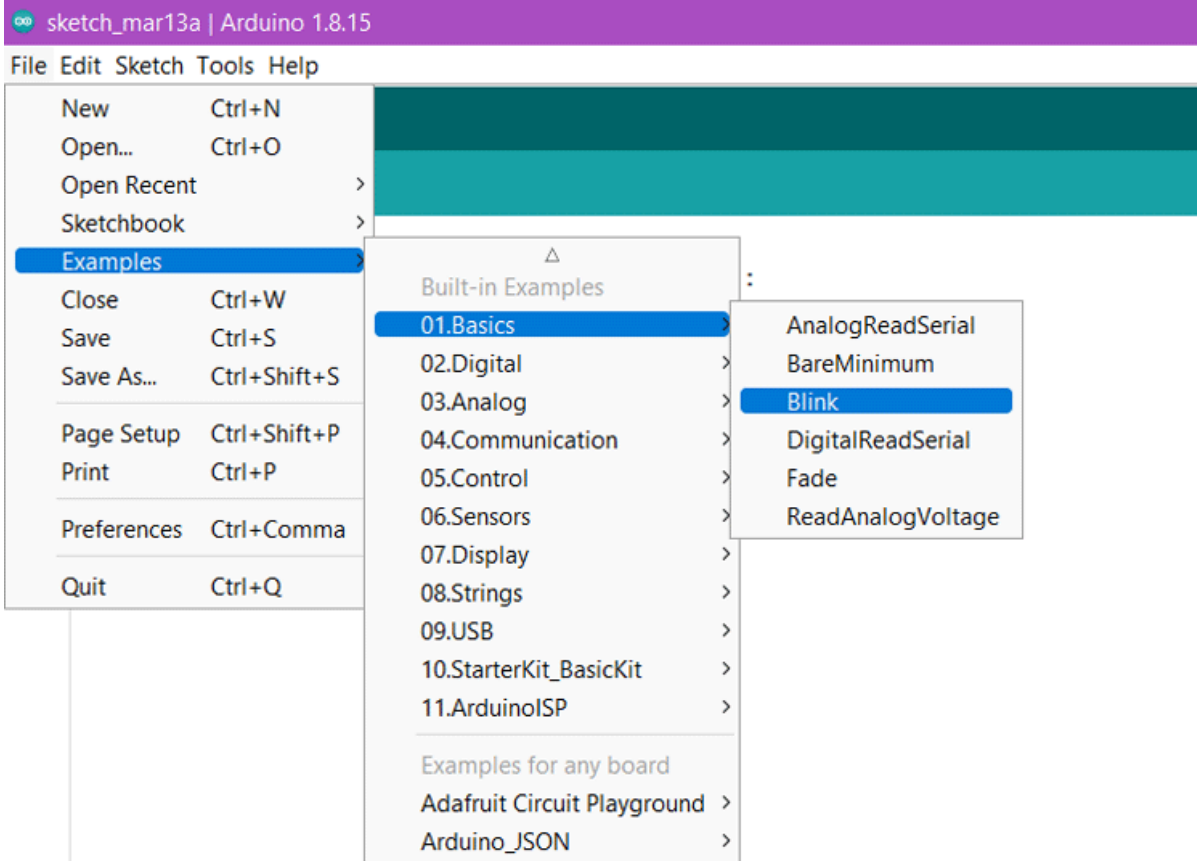 sketch_mar13a | Arduino 1.8.15
File Edit Sketch Tools Help
New Ctrl+N
Open... Ctrl+O
Open Recent
Sketchbook
Examples
Close Ctrl+W
Save Ctrl+S
Save As... Ctrl+Shift+S
Page Setup Ctrl+Shift+P
Print Ctrl+P
Preferences Ctrl+Comma
Quit Ctrl+Q
Built-in Examples
01.Basics
02.Digital
03.Analog
04.Communication
05.Control
06.Sensors
07.Display
08.Strings
09.USB
10.StarterKit_BasicKit
11.ArduinoISP
Examples for any board
Adafruit Circuit Playground
Arduino_JSON
:
AnalogReadSerial
BareMinimum
Blink
DigitalReadSerial
Fade
ReadAnalogVoltage